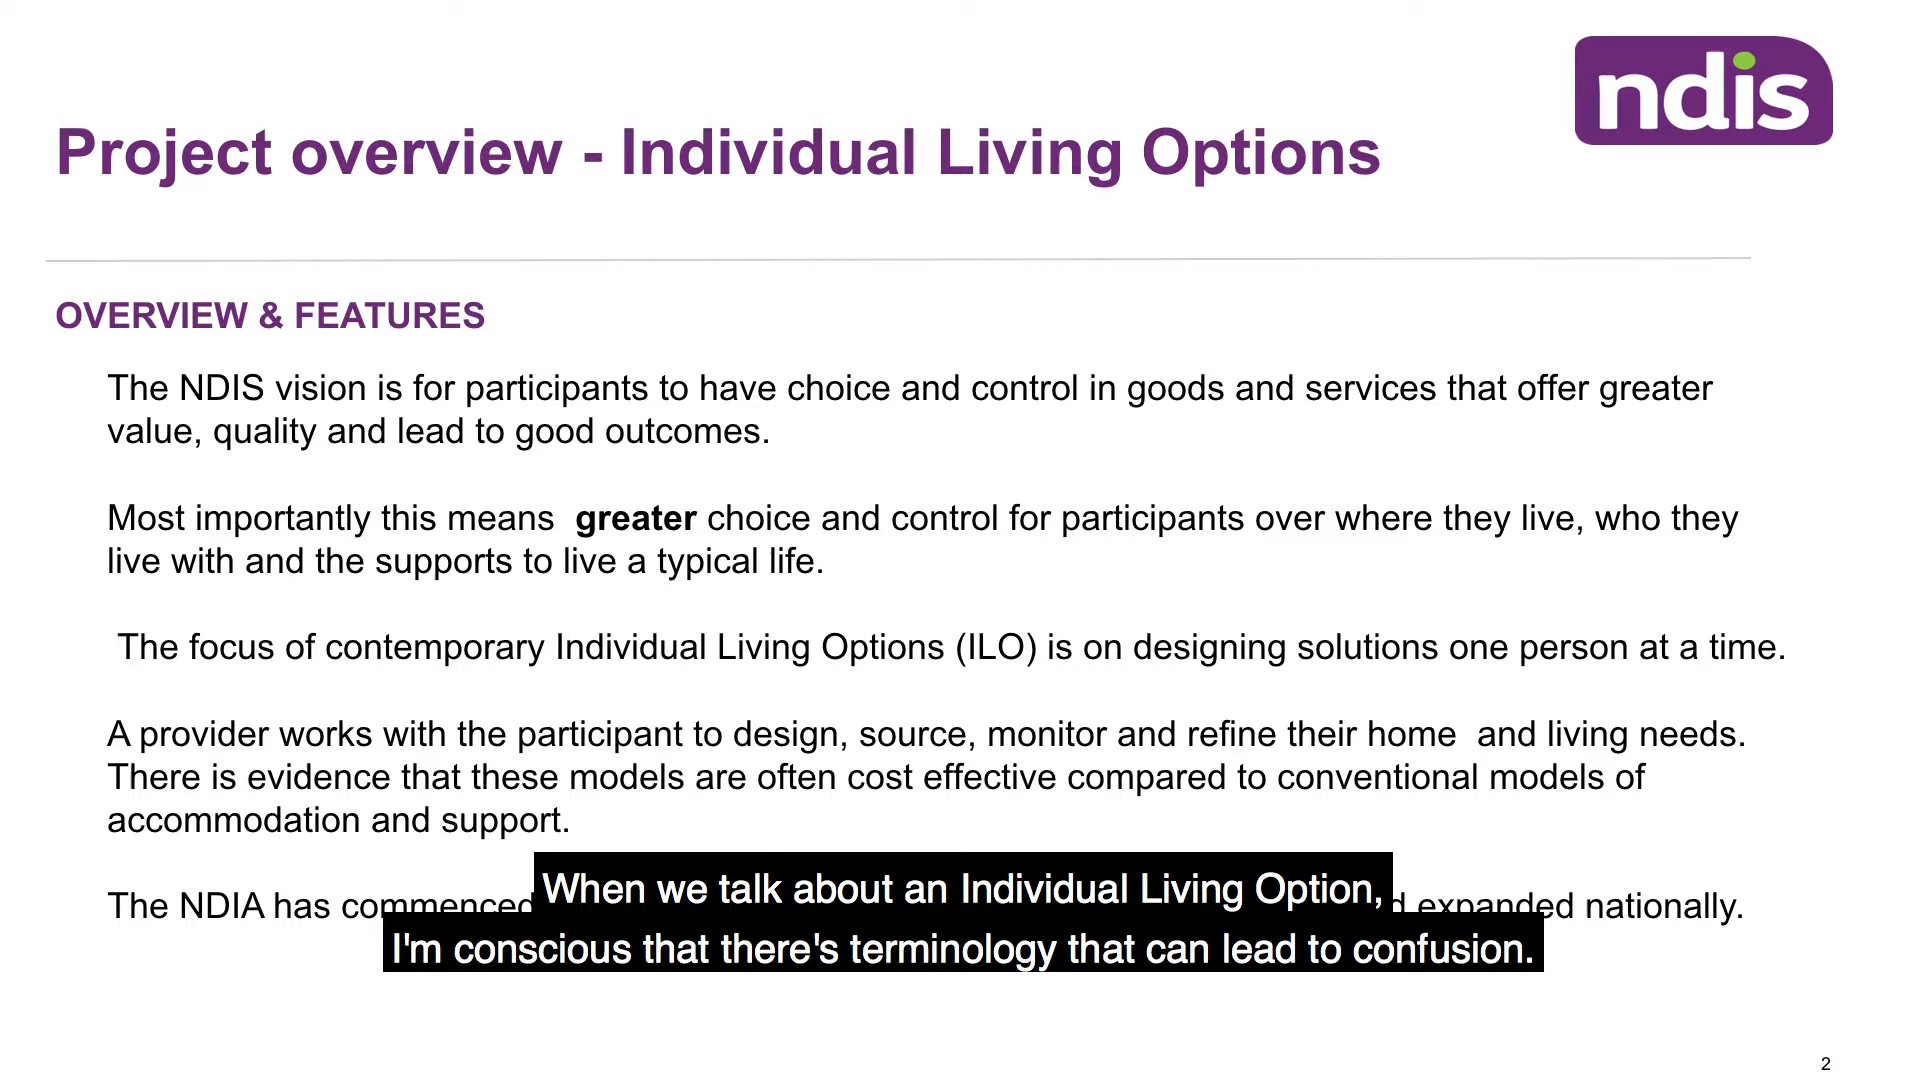 ndis
Project overview - Individual Living Options
OVERVIEW & FEATURES
The NDIS vision is for participants to have choice and control in goods and services that offer greater
value, quality and lead to good outcomes.
Most importantly this means greater choice and control for participants over where they live, who they
live with and the supports to live a typical life.
The focus of contemporary Individual Living Options (ILO) is on designing solutions one person at a time.
A provider works with the participant to design, source, monitor and refine their home and living needs.
There is evidence that these models are often cost effective compared to conventional models of
accommodation and support.
The NDIA has commenced expanded nationally.
When we talk about an Individual Living Option,
I'm conscious that there's terminology that can lead to confusion.
2